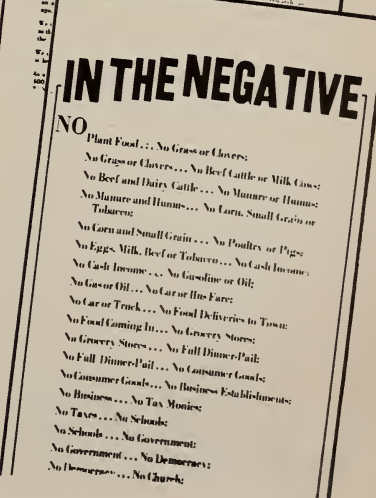 IN THE NEGATIVE
NO
Plant Food . . . No Grass or Clovers;
No Grass or Clovers . . . No Beef Cattle or Milk Cows;
No Beef and Dairy Cattle . . . No Manure or Humus;
No Manure and Humus . . . No Corn, Small Grain or
Tobacco;
No Corn and Small Grain . . . No Poultry or Pigs;
No Eggs, Milk, Beef or Tobacco . . . No Cash Income;
No Cash Income . . . No Gasoline or Oil;
No Gas or Oil . . . No Car or Bus Fare;
No Car or Truck . . . No Food Deliveries to Town;
No Food Coming In . . . No Grocery Stores;
No Grocery Stores . . . No Full Dinner-Pail;
No Full Dinner-Pail . . . No Consumer Goods;
No Consumer Goods . . . No Business Establishments;
No Business . . . No Tax Monies;
No Taxes . . . No Schools;
No Schools . . . No Government;
No Government . . . No Democracy;
No Democracy . . . No Church;